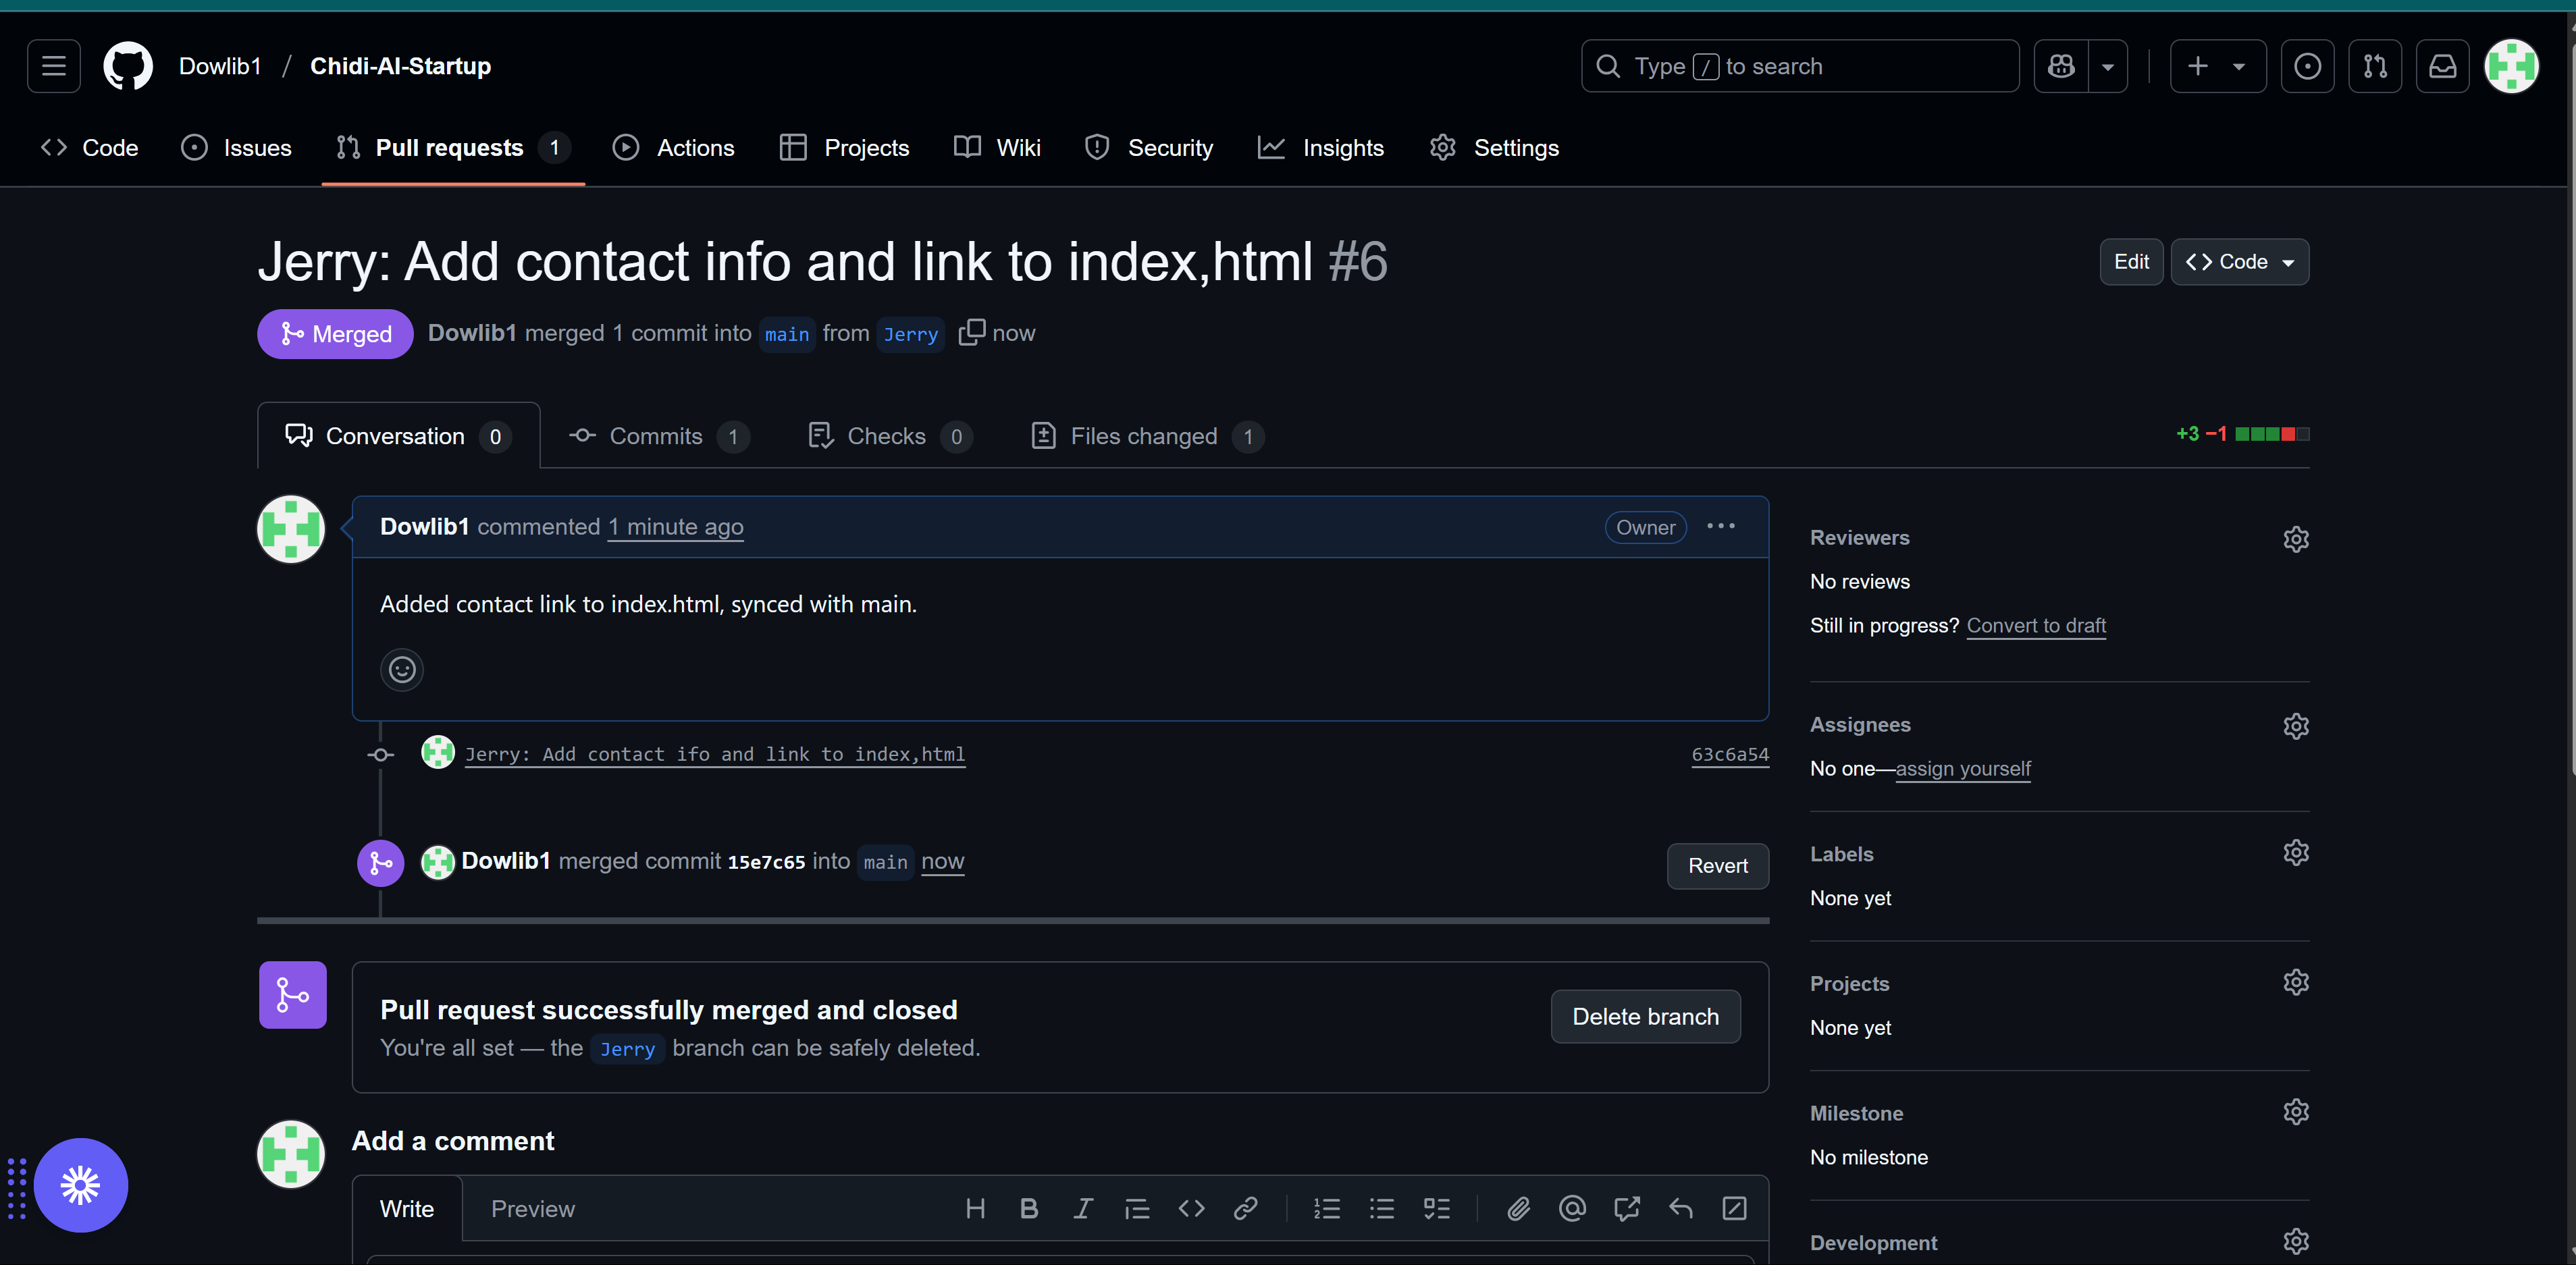 Dowlib1 / Chidi-AI-Startup
Type / to search
Code Issues Pull requests 1 Actions Projects Wiki Security Insights Settings
Jerry: Add contact info and link to index,html #6
Edit Code
Merged Dowlib1 merged 1 commit into main from Jerry now
Conversation 0 Commits 1 Checks 0 Files changed 1
+3 −1
Dowlib1 commented 1 minute ago
Owner
Added contact link to index.html, synced with main.
Jerry: Add contact ifo and link to index,html
63c6a54
Dowlib1 merged commit 15e7c65 into main now
Revert
Pull request successfully merged and closed
You're all set — the Jerry branch can be safely deleted.
Delete branch
Add a comment
Write Preview
Reviewers
No reviews
Still in progress? Convert to draft
Assignees
No one—assign yourself
Labels
None yet
Projects
None yet
Milestone
No milestone
Development